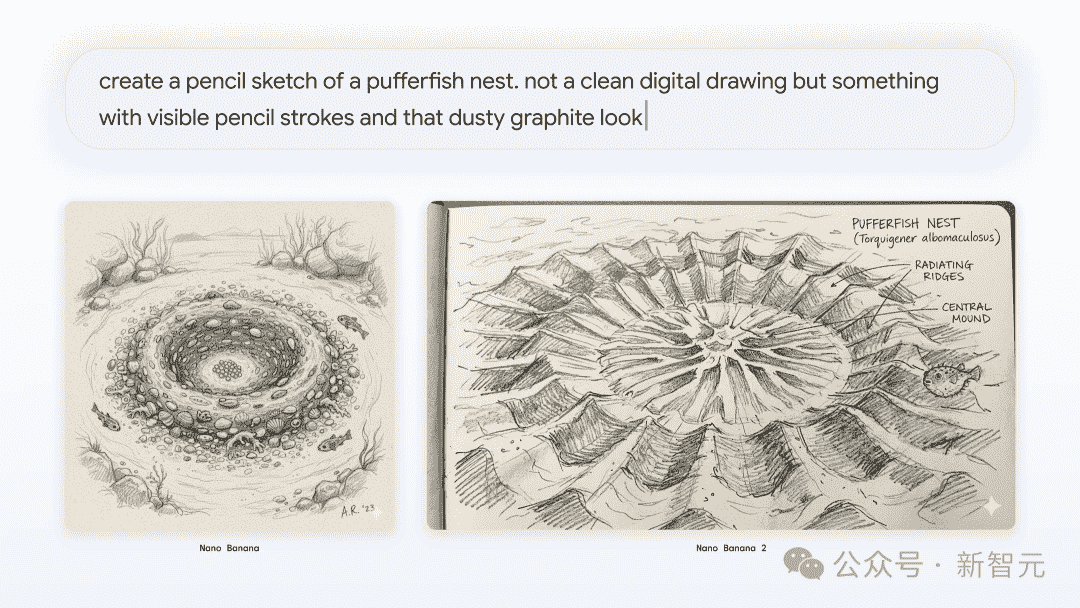 create a pencil sketch of a pufferfish nest. not a clean digital drawing but something
with visible pencil strokes and that dusty graphite look
PUFFERFISH NEST
(Torquigener albomaculosus)
RADIATING
RIDGES
CENTRAL
MOUND
A.R. '23
Nano Banana
Nano Banana 2
公众号 · 新智元